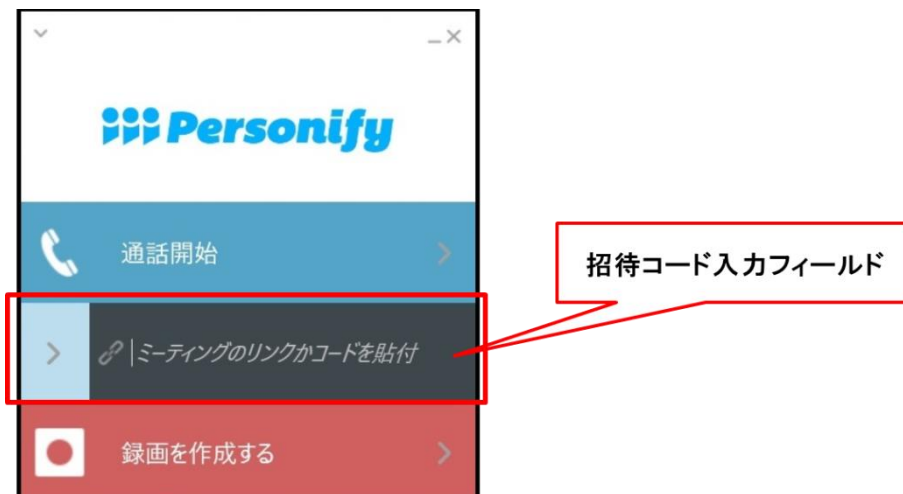 Personify
通話開始
招待コード入力フィールド
ミーティングのリンクかコードを貼付
録画を作成する